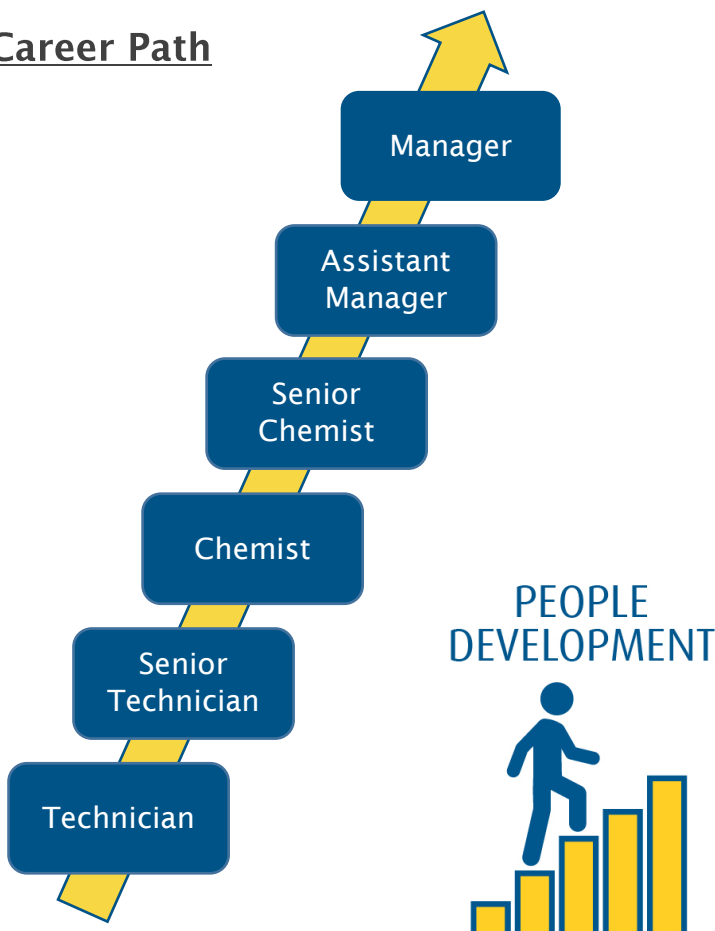 Career Path
Manager
Assistant
Manager
Senior
Chemist
Chemist
Senior
Technician
Technician
PEOPLE
DEVELOPMENT